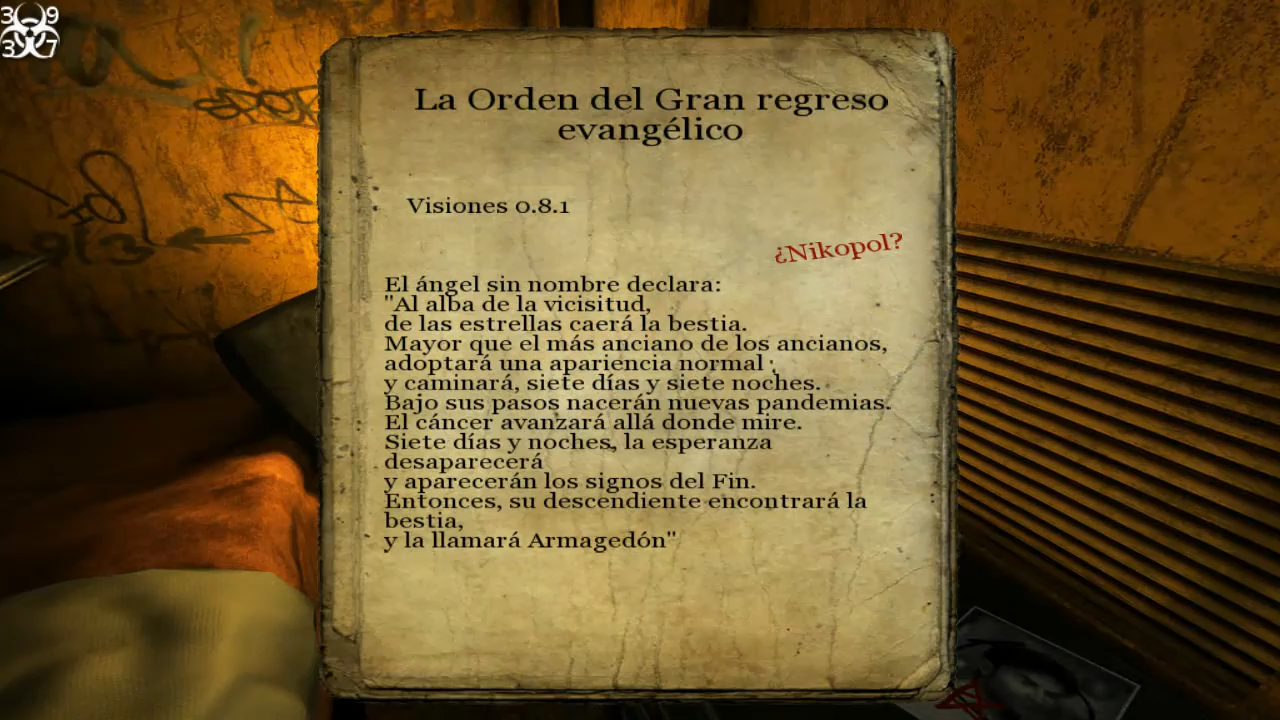 39
37
La Orden del Gran regreso
evangélico
Visiones 0.8.1
¿Nikopol?
El ángel sin nombre declara:
"Al alba de la vicisitud,
de las estrellas caerá la bestia.
Mayor que el más anciano de los ancianos,
adoptará una apariencia normal
y caminará, siete días y siete noches.
Bajo sus pasos nacerán nuevas pandemias.
El cáncer avanzará allá donde mire.
Siete días y noches, la esperanza
desaparecerá
y aparecerán los signos del Fin.
Entonces, su descendiente encontrará la
bestia,
y la llamará Armagedón"